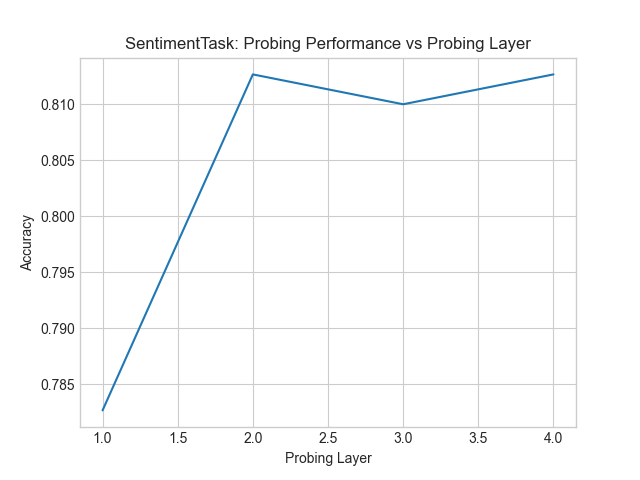 SentimentTask: Probing Performance vs Probing Layer
0.810
0.805
0.800
0.795
0.790
0.785
Accuracy
1.0 1.5 2.0 2.5 3.0 3.5 4.0
Probing Layer